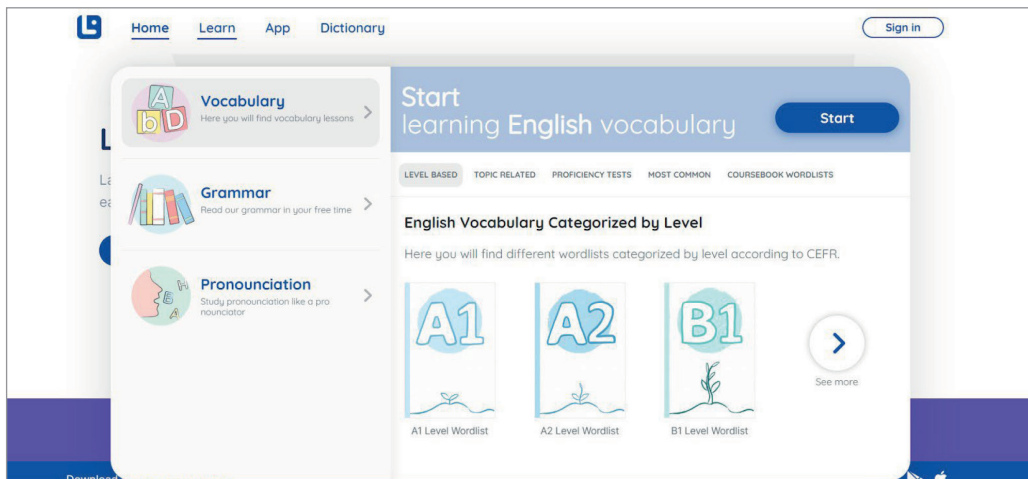 Home Learn App Dictionary Sign in
Vocabulary
Here you will find vocabulary lessons
Grammar
Read our grammar in your free time
Pronounciation
Study pronounciation like a pro
nounciator
Start
learning English vocabulary
Start
LEVEL BASED TOPIC RELATED PROFICIENCY TESTS MOST COMMON COURSEBOOK WORDLISTS
English Vocabulary Categorized by Level
Here you will find different wordlists categorized by level according to CEFR.
A1 A2 B1
See more
A1 Level Wordlist A2 Level Wordlist B1 Level Wordlist
Download